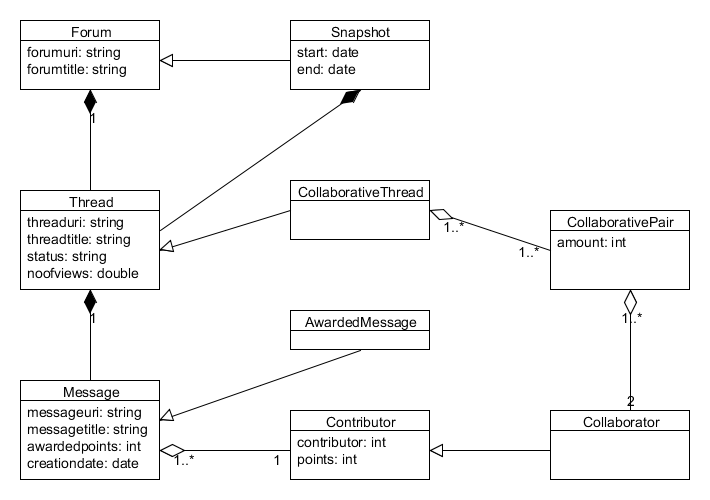 Forum
forumuri: string
forumtitle: string
1
Snapshot
start: date
end: date
Thread
threaduri: string
threadtitle: string
status: string
noofviews: double
1
CollaborativeThread
1..*
1..*
CollaborativePair
amount: int
1..*
2
AwardedMessage
Message
messageuri: string
messagetitle: string
awardedpoints: int
creationdate: date
1..*
1
Contributor
contributor: int
points: int
Collaborator